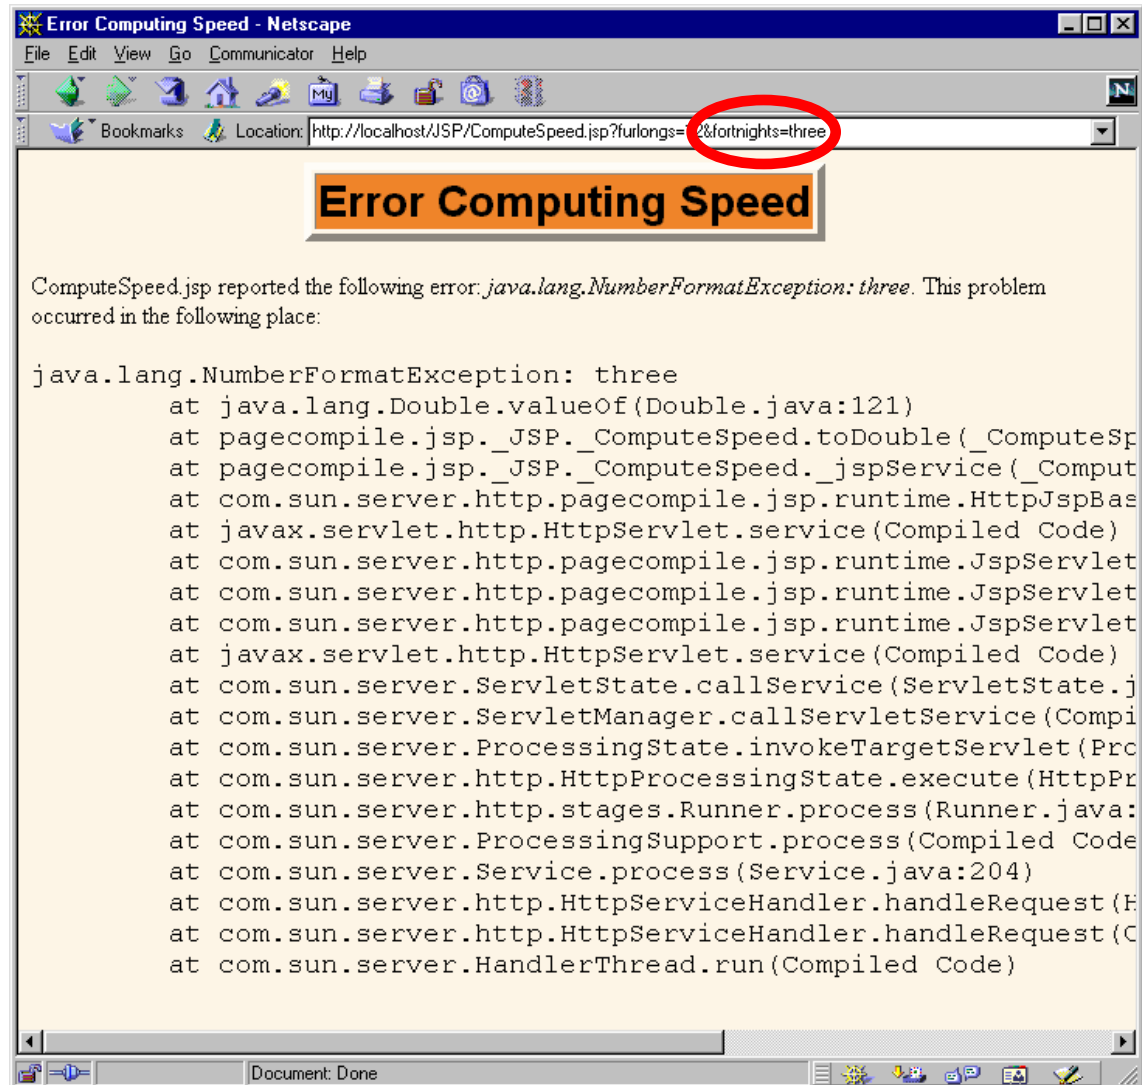 Error Computing Speed - Netscape
File Edit View Go Communicator Help
My
N
Bookmarks Location: http://localhost/JSP/ComputeSpeed.jsp?furlongs= 2&fortnights=three
Error Computing Speed
ComputeSpeed.jsp reported the following error: java.lang.NumberFormatException: three. This problem
occurred in the following place:
java.lang.NumberFormatException: three
at java.lang.Double.valueOf(Double.java:121)
at pagecompile.jsp._JSP._ComputeSpeed.toDouble(_ComputeSp
at pagecompile.jsp._JSP._ComputeSpeed._jspService(_Comput
at com.sun.server.http.pagecompile.jsp.runtime.HttpJspBas
at javax.servlet.http.HttpServlet.service(Compiled Code)
at com.sun.server.http.pagecompile.jsp.runtime.JspServlet
at com.sun.server.http.pagecompile.jsp.runtime.JspServlet
at com.sun.server.http.pagecompile.jsp.runtime.JspServlet
at javax.servlet.http.HttpServlet.service(Compiled Code)
at com.sun.server.ServletState.callService(ServletState.j
at com.sun.server.ServletManager.callServletService(Compi
at com.sun.server.ProcessingState.invokeTargetServlet(Pro
at com.sun.server.http.HttpProcessingState.execute(HttpPr
at com.sun.server.http.stages.Runner.process(Runner.java:
at com.sun.server.ProcessingSupport.process(Compiled Code
at com.sun.server.Service.process(Service.java:204)
at com.sun.server.http.HttpServiceHandler.handleRequest(H
at com.sun.server.http.HttpServiceHandler.handleRequest(C
at com.sun.server.HandlerThread.run(Compiled Code)
Document: Done